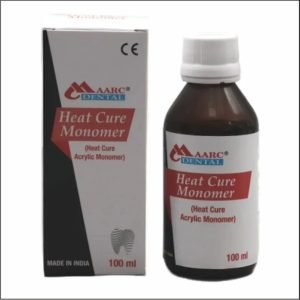 CE
AARC®
DENTAL
Heat Cure
Monomer
(Heat Cure
Acrylic Monomer)
MADE IN INDIA
100 ml
AARC®
DENTAL
Heat Cure
Monomer
(Heat Cure
Acrylic Monomer)
100 ml